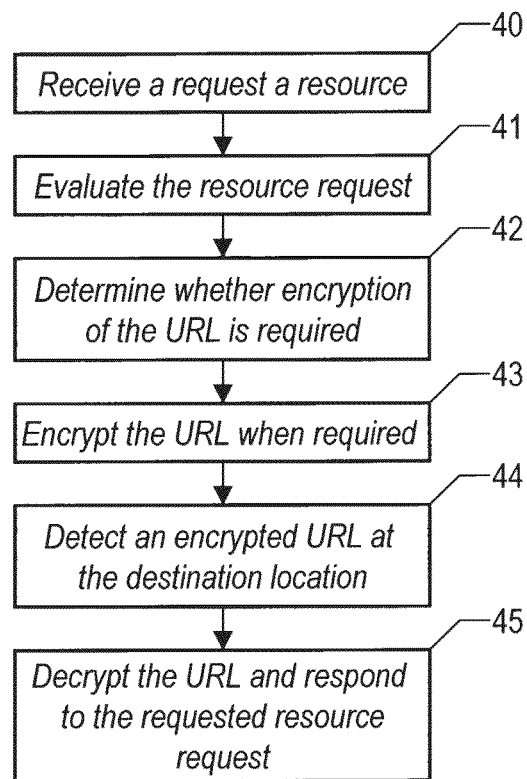 40
Receive a request a resource
41
Evaluate the resource request
42
Determine whether encryption
of the URL is required
43
Encrypt the URL when required
44
Detect an encrypted URL at
the destination location
45
Decrypt the URL and respond
to the requested resource
request